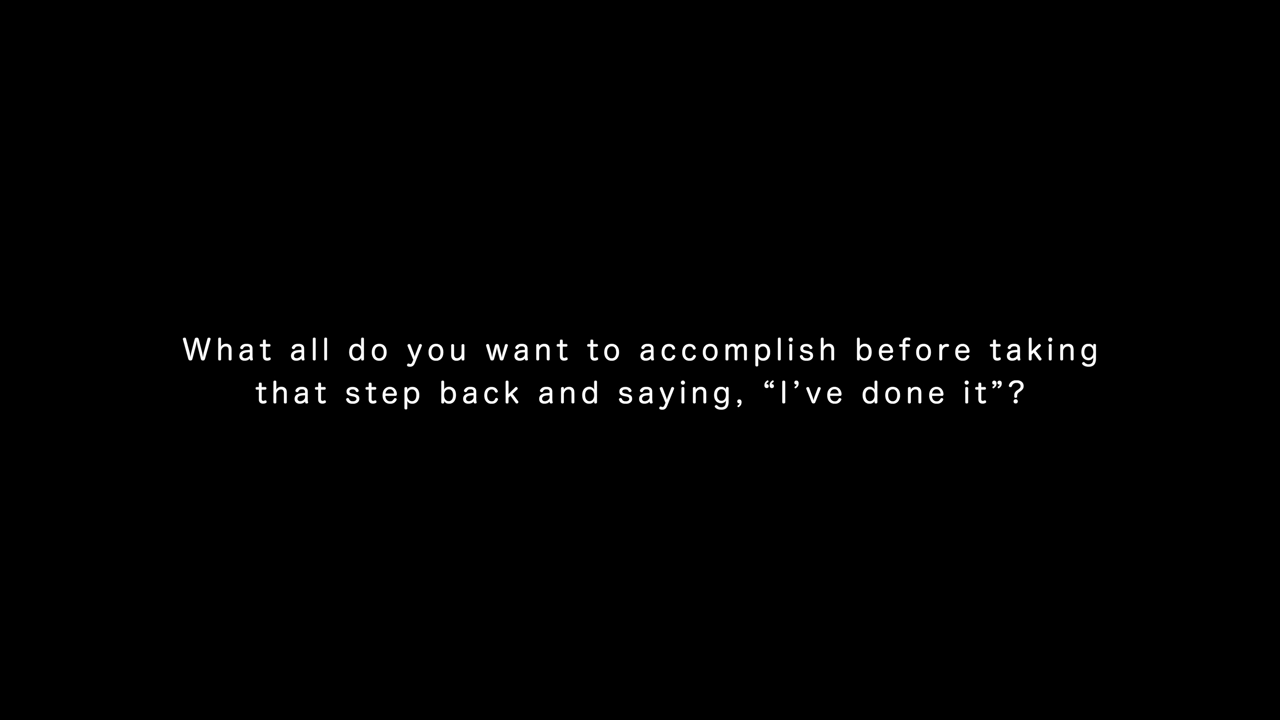 What all do you want to accomplish before taking
that step back and saying, “I’ve done it”?